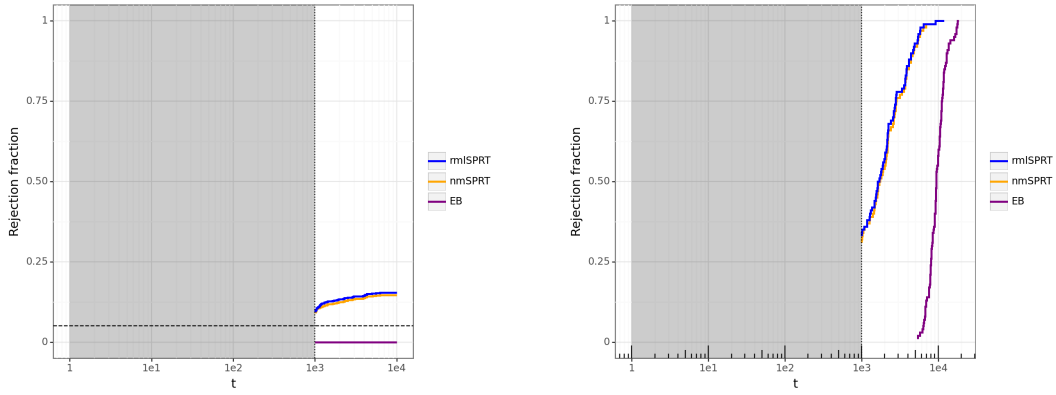 Rejection fraction
1
0.75
0.50
0.25
0
1
1e1
1e2
1e3
1e4
t
rmlSPRT
nmSPRT
EB
Rejection fraction
1
0.75
0.50
0.25
0
1
1e1
1e2
1e3
1e4
t
rmlSPRT
nmSPRT
EB